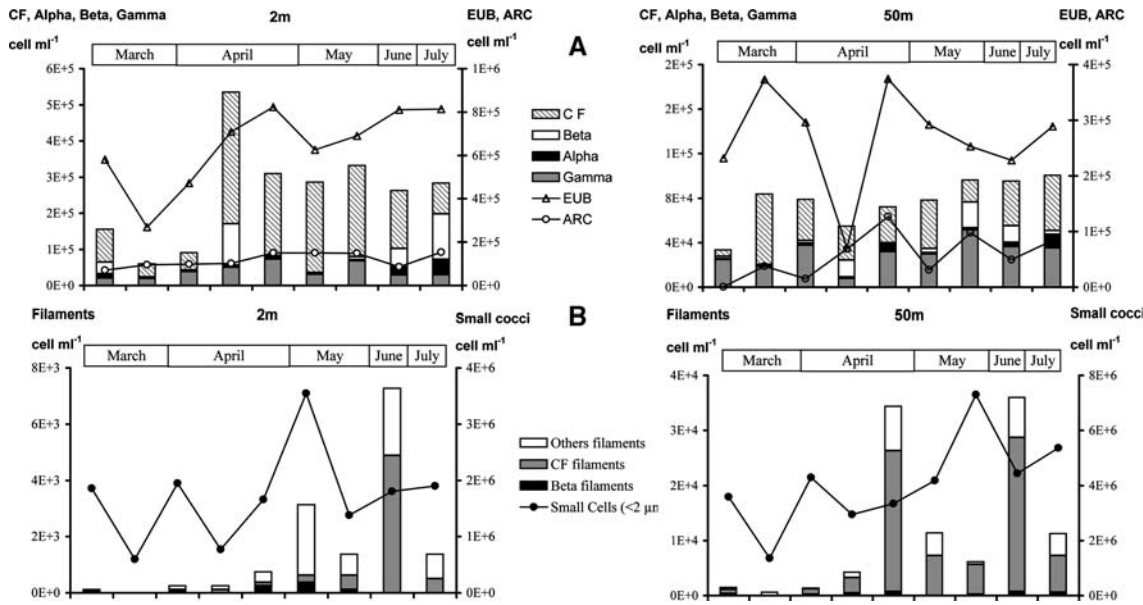 CF, Alpha, Beta, Gamma 2m EUB, ARC
cell ml-1 cell ml-1
March April May June July
6E+5 1E+6
5E+5 8E+5
4E+5 6E+5
3E+5 4E+5
2E+5 2E+5
1E+5 0E+0
0E+0
A
C F
Beta
Alpha
Gamma
EUB
ARC
CF, Alpha, Beta, Gamma 50m EUB, ARC
cell ml-1 cell ml-1
March April May June July
2E+5 4E+5
2E+5 3E+5
1E+5 2E+5
8E+4 1E+5
4E+4 0E+0
0E+0
Filaments 2m Small cocci
cell ml-1 cell ml-1
March April May June July
8E+3 4E+6
6E+3 3E+6
4E+3 2E+6
2E+3 1E+6
0E+0 0E+0
B
Others filaments
CF filaments
Beta filaments
Small Cells (<2 µm
Filaments 50m Small cocci
cell ml-1 cell ml-1
March April May June July
4E+4 8E+6
3E+4 6E+6
2E+4 4E+6
1E+4 2E+6
0E+0 0E+0